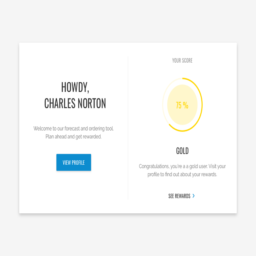 HOWDY,
CHARLES NORTON
Welcome to our forecast and ordering tool.
Plan ahead and get rewarded.
VIEW PROFILE
YOUR SCORE
75 %
GOLD
Congratulations, you're a a gold user. Visit your
profile to find out about your rewards
SEE REWARDS >